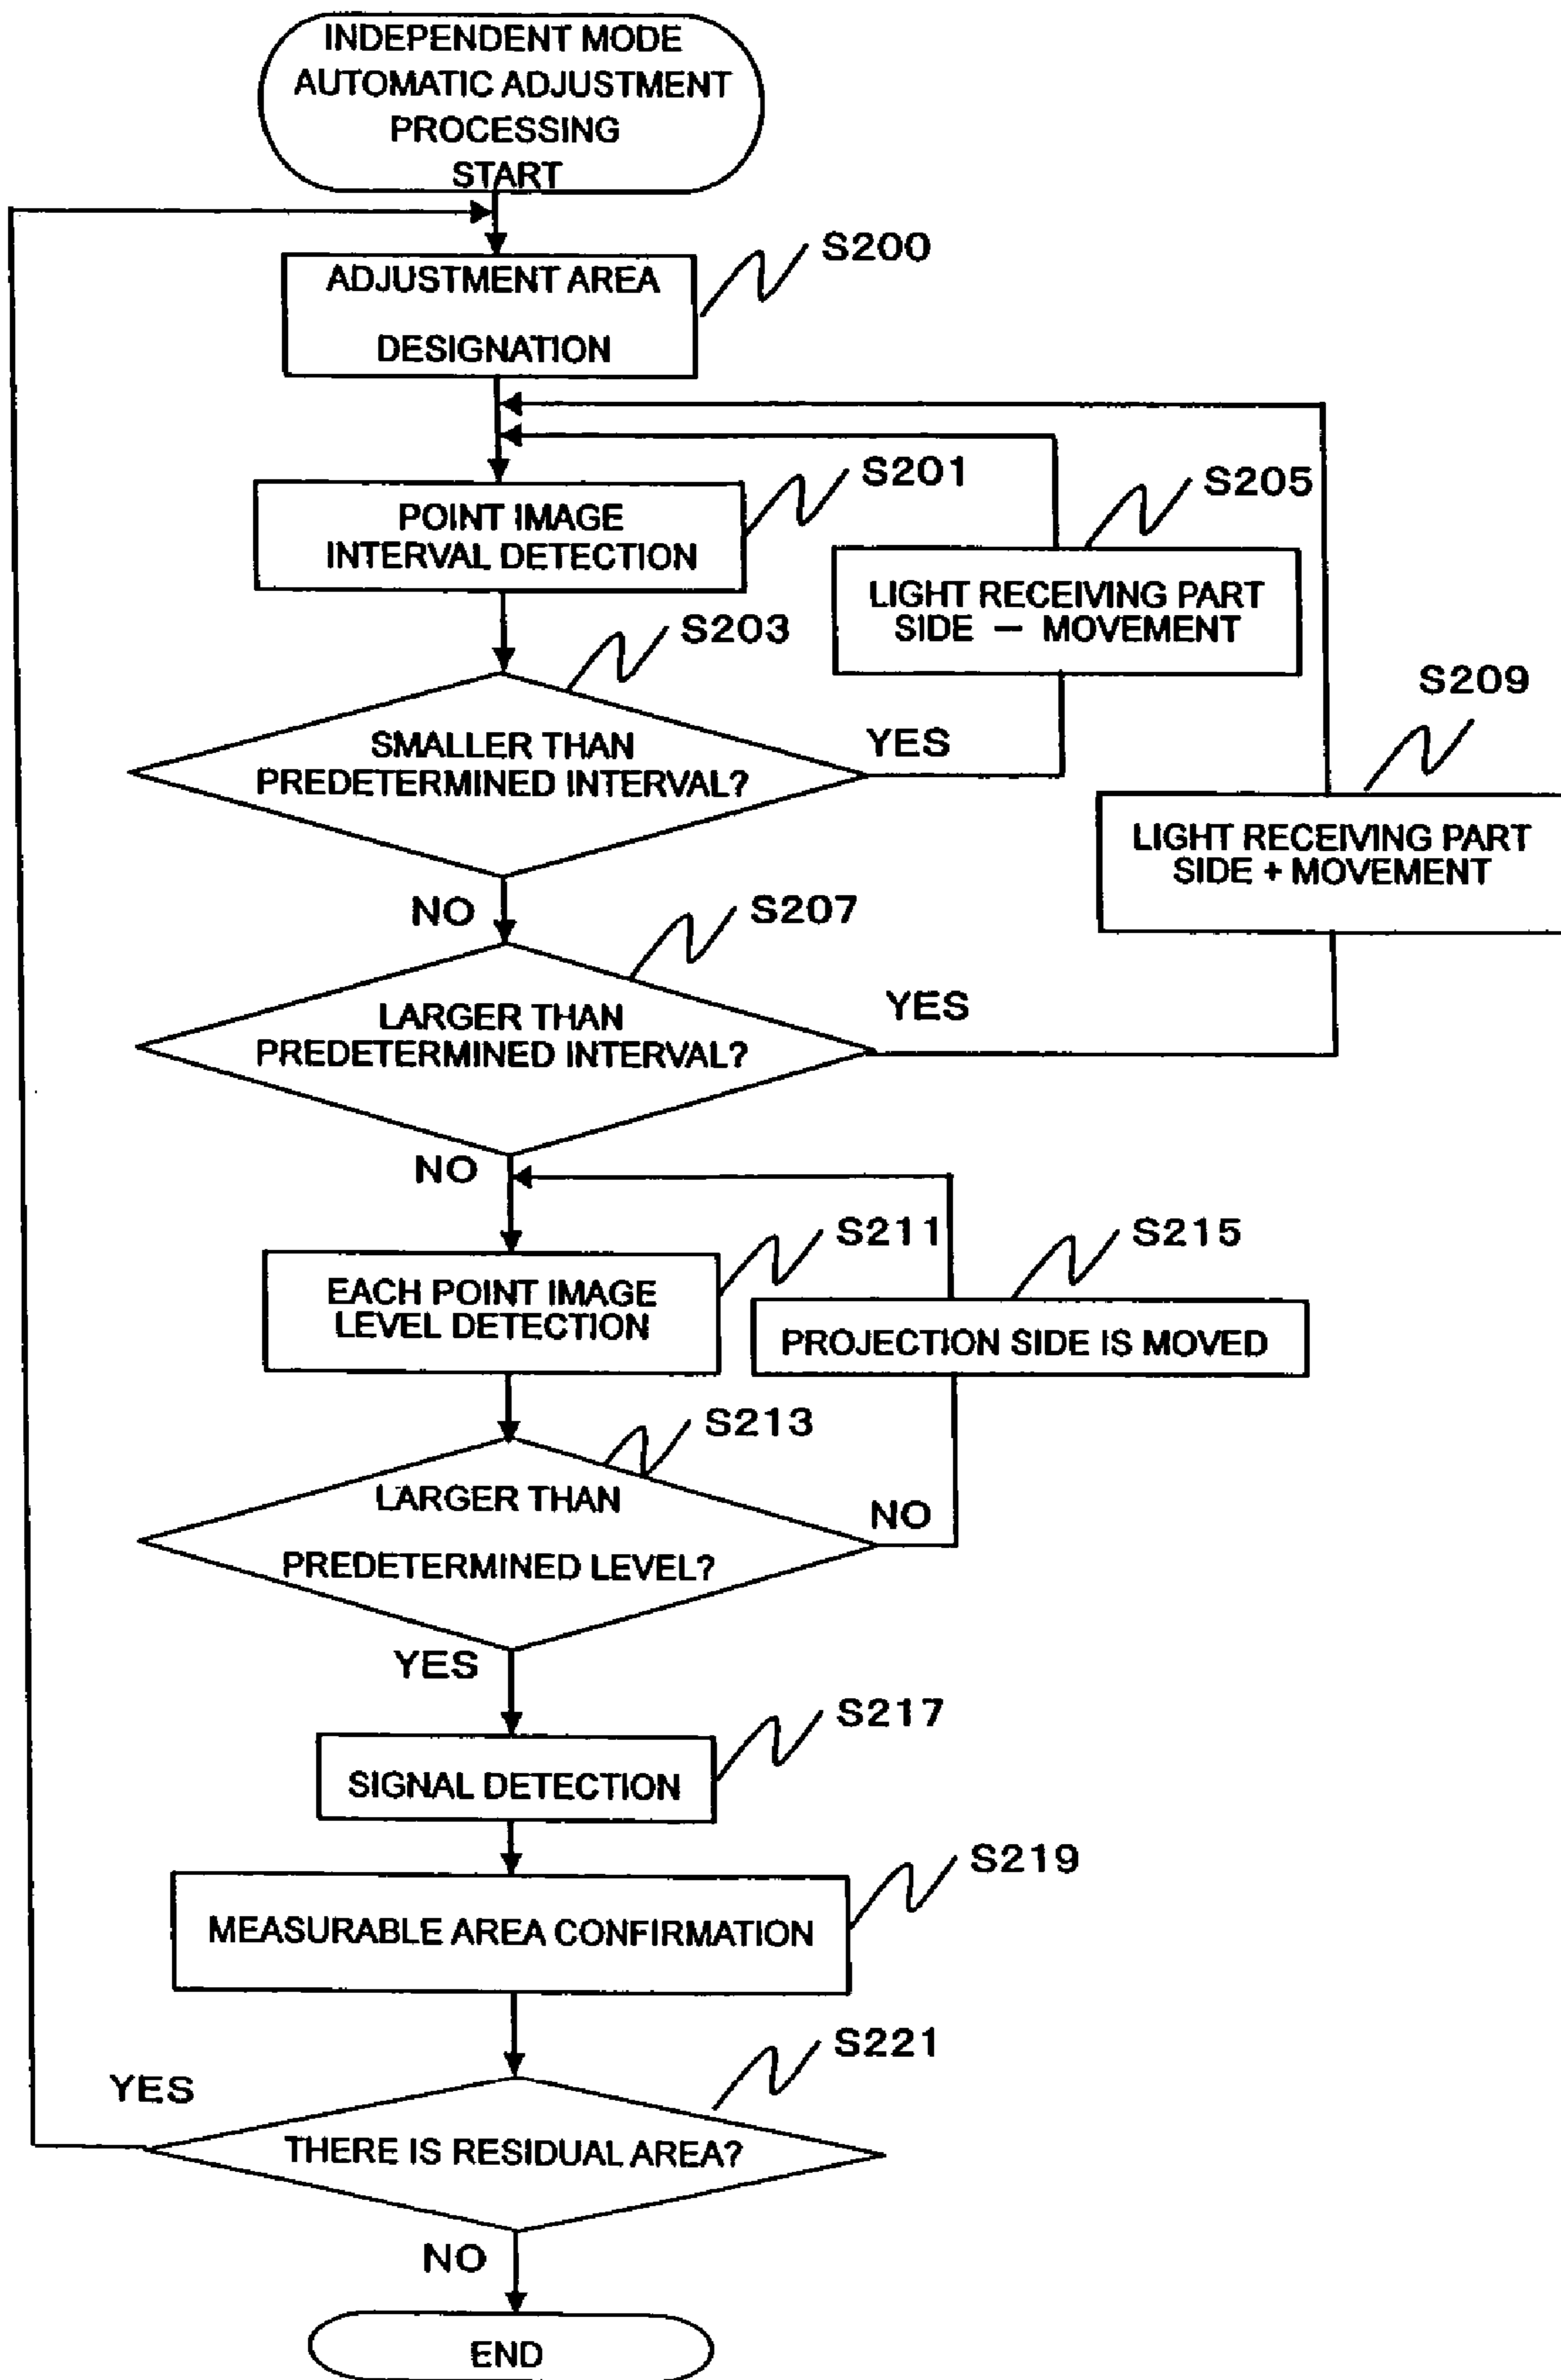 INDEPENDENT MODE
AUTOMATIC ADJUSTMENT
PROCESSING
START
S200
ADJUSTMENT AREA
DESIGNATION
S201
POINT IMAGE
INTERVAL DETECTION
S205
LIGHT RECEIVING PART
SIDE — MOVEMENT
S203
SMALLER THAN
PREDETERMINED INTERVAL?
YES
S209
LIGHT RECEIVING PART
SIDE + MOVEMENT
NO
S207
LARGER THAN
PREDETERMINED INTERVAL?
YES
NO
S211
EACH POINT IMAGE
LEVEL DETECTION
S215
PROJECTION SIDE IS MOVED
S213
LARGER THAN
PREDETERMINED LEVEL?
NO
YES
S217
SIGNAL DETECTION
S219
MEASURABLE AREA CONFIRMATION
S221
YES
THERE IS RESIDUAL AREA?
NO
END